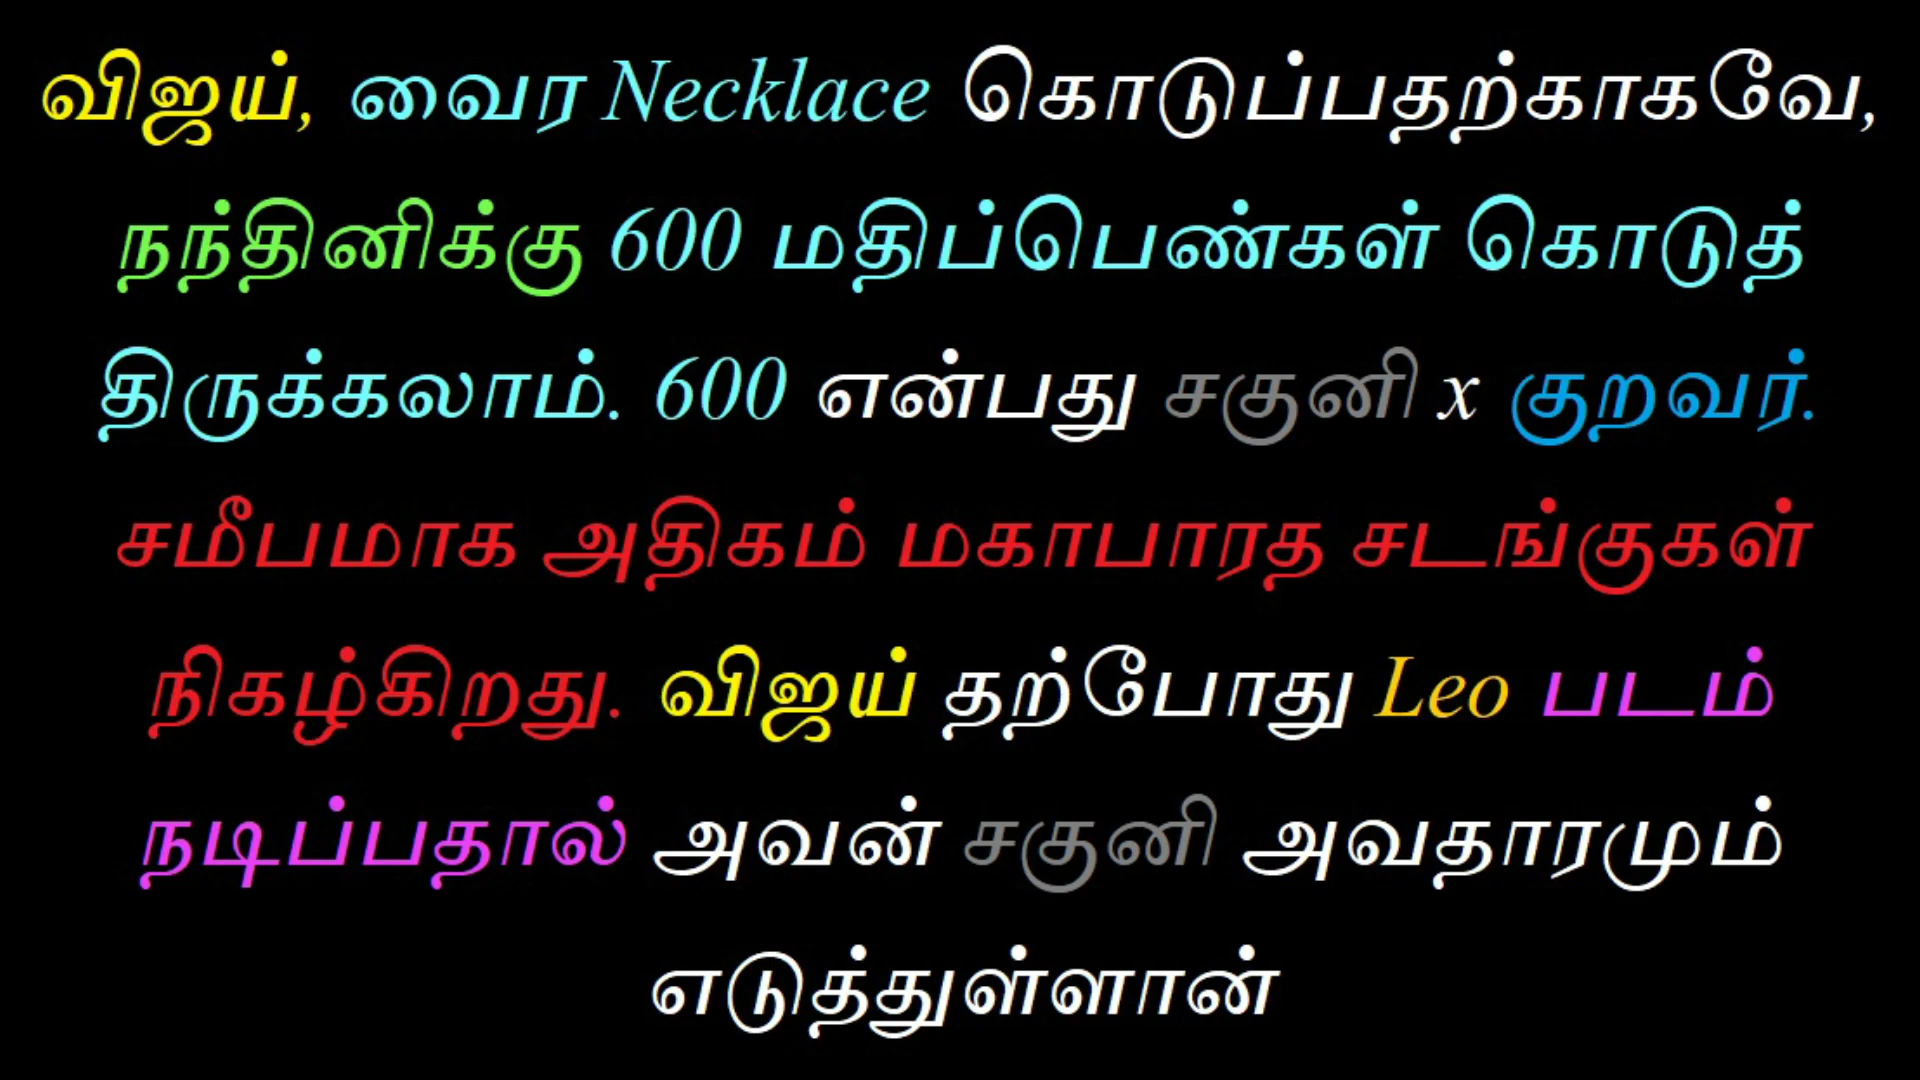 விஜய், வைர Necklace கொடுப்பதற்காகவே,
நந்தினிக்கு 600 மதிப்பெண்கள் கொடுத்
திருக்கலாம். 600 என்பது சகுனி x குறவர்.
சமீபமாக அதிகம் மகாபாரத சடங்குகள்
நிகழ்கிறது. விஜய் தற்போது Leo படம்
நடிப்பதால் அவன் சகுனி அவதாரமும்
எடுத்துள்ளான்